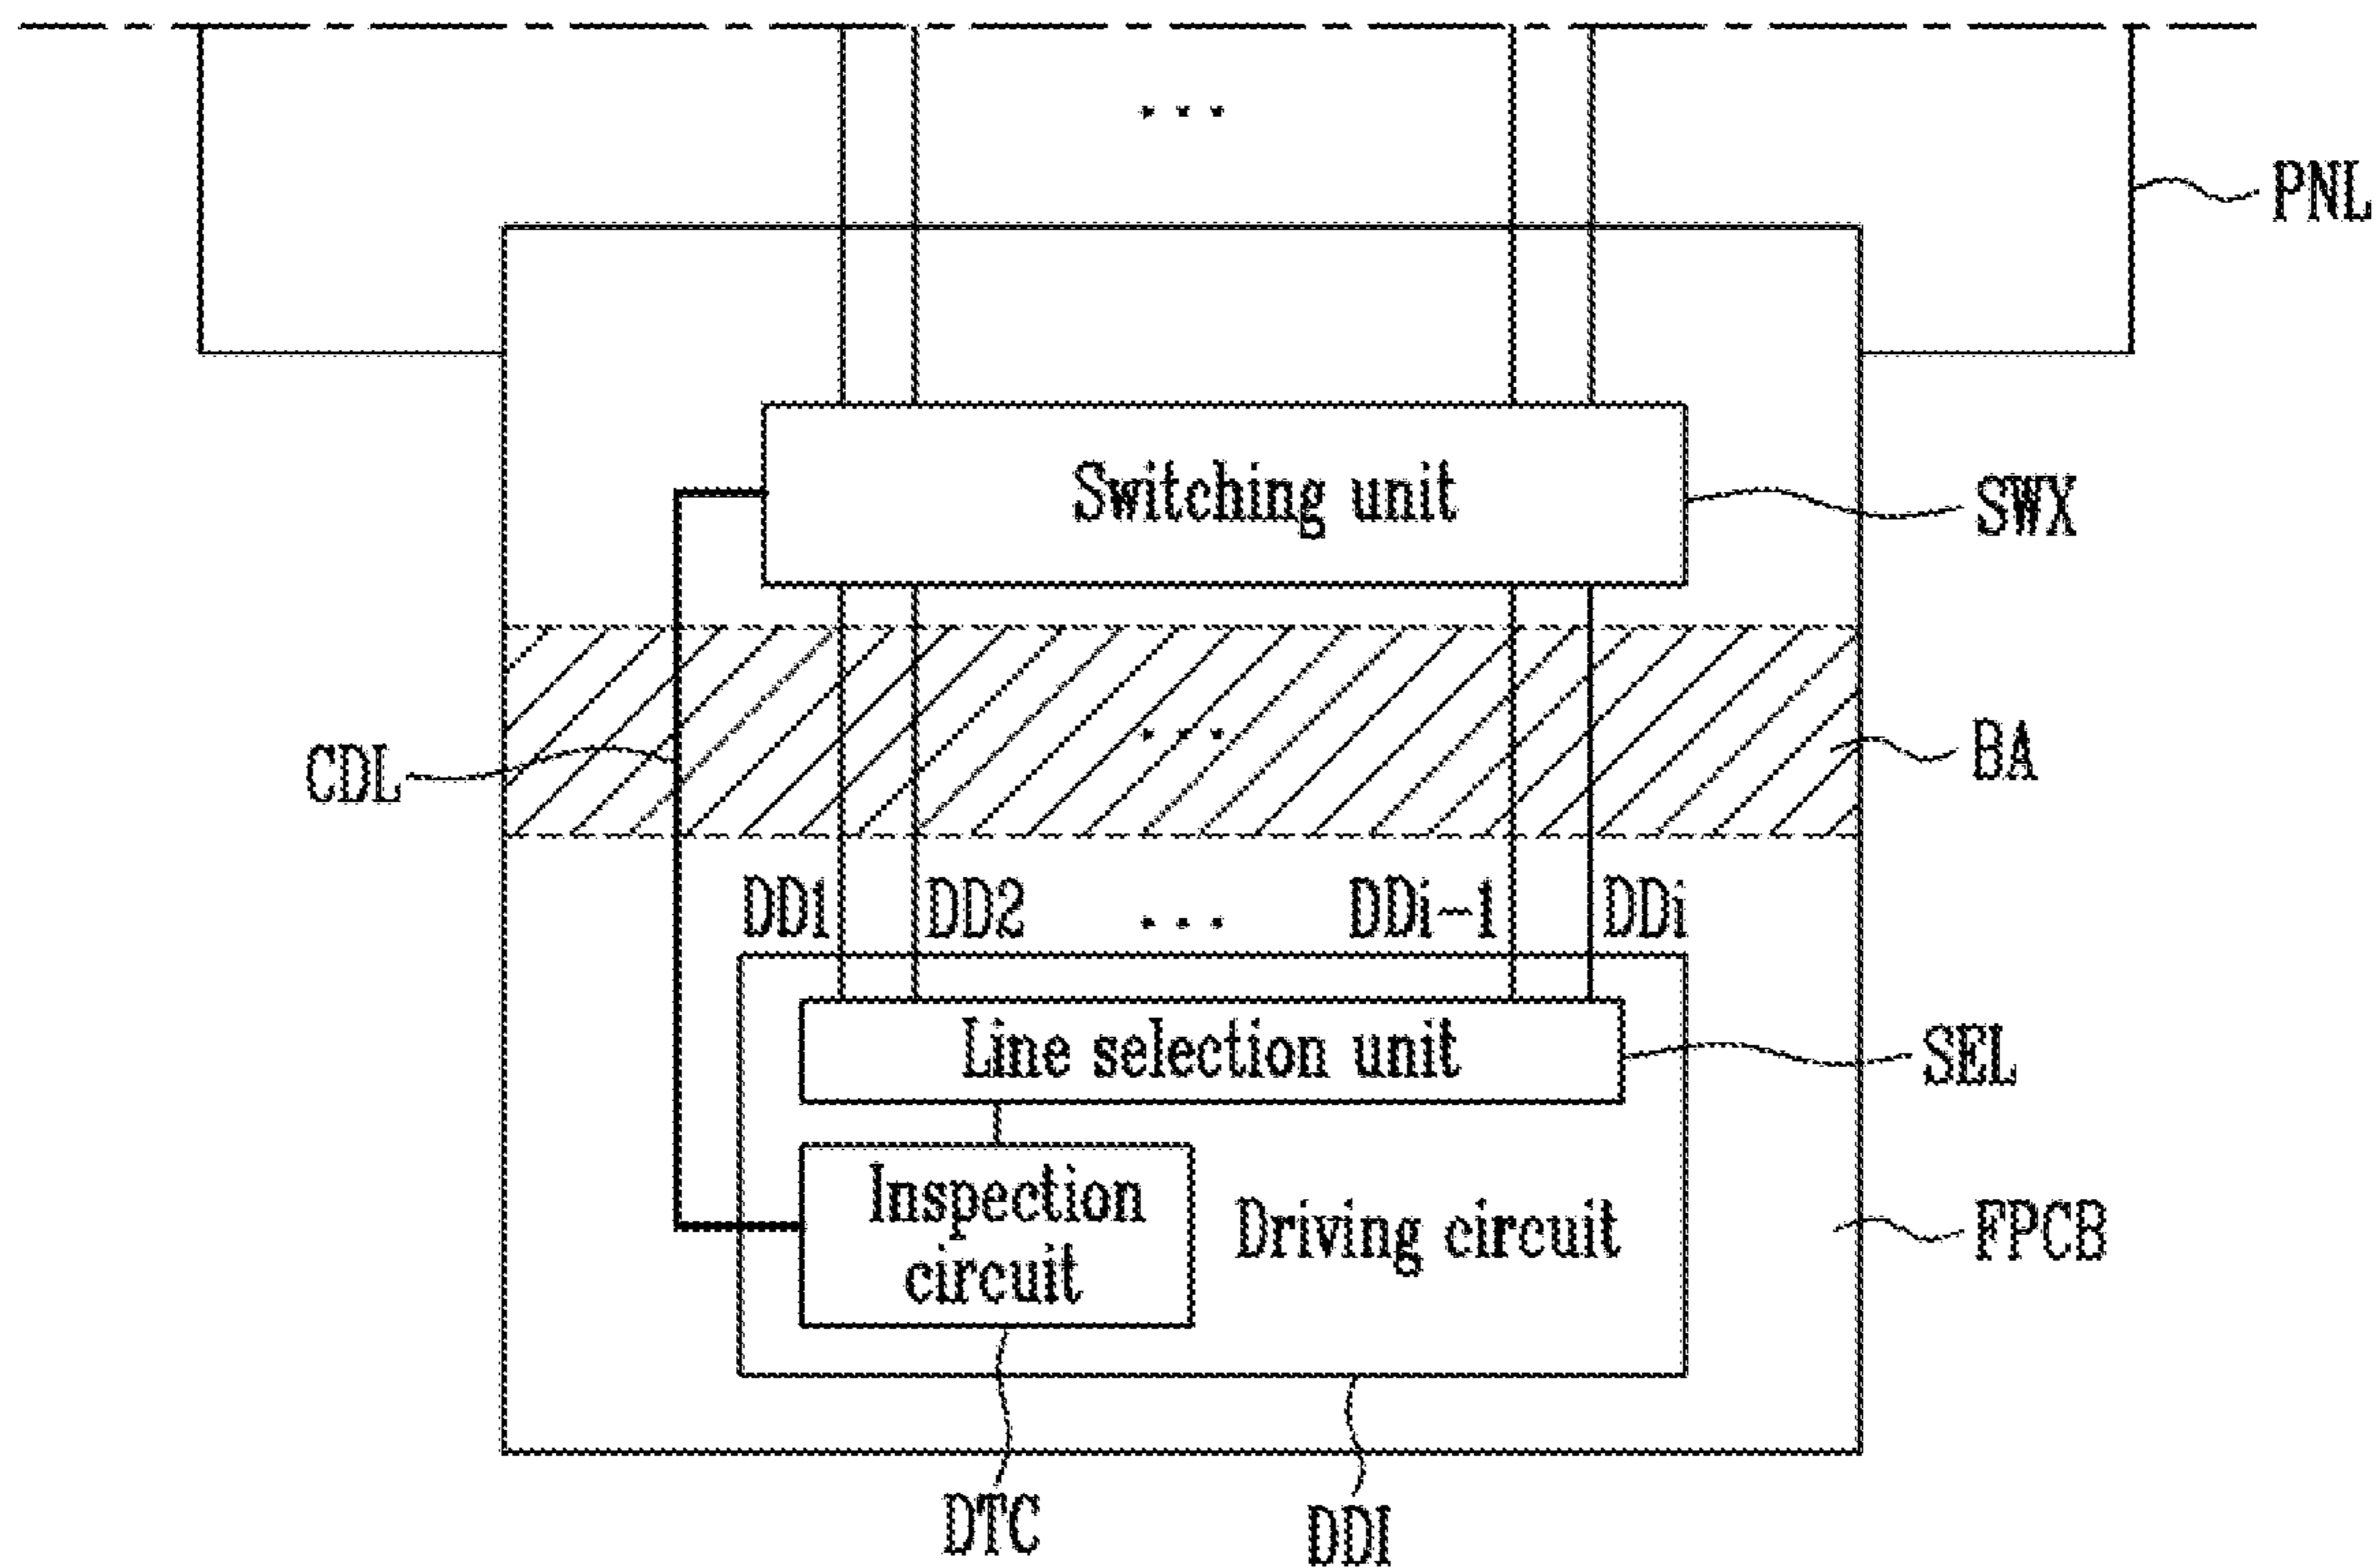 ...
PNL
Switching unit
SWX
...
CDL
BA
DD1 DD2 ... DDi-1 DDi
Line selection unit
SEL
Inspection
circuit
Driving circuit
FPCB
DTC
DDI